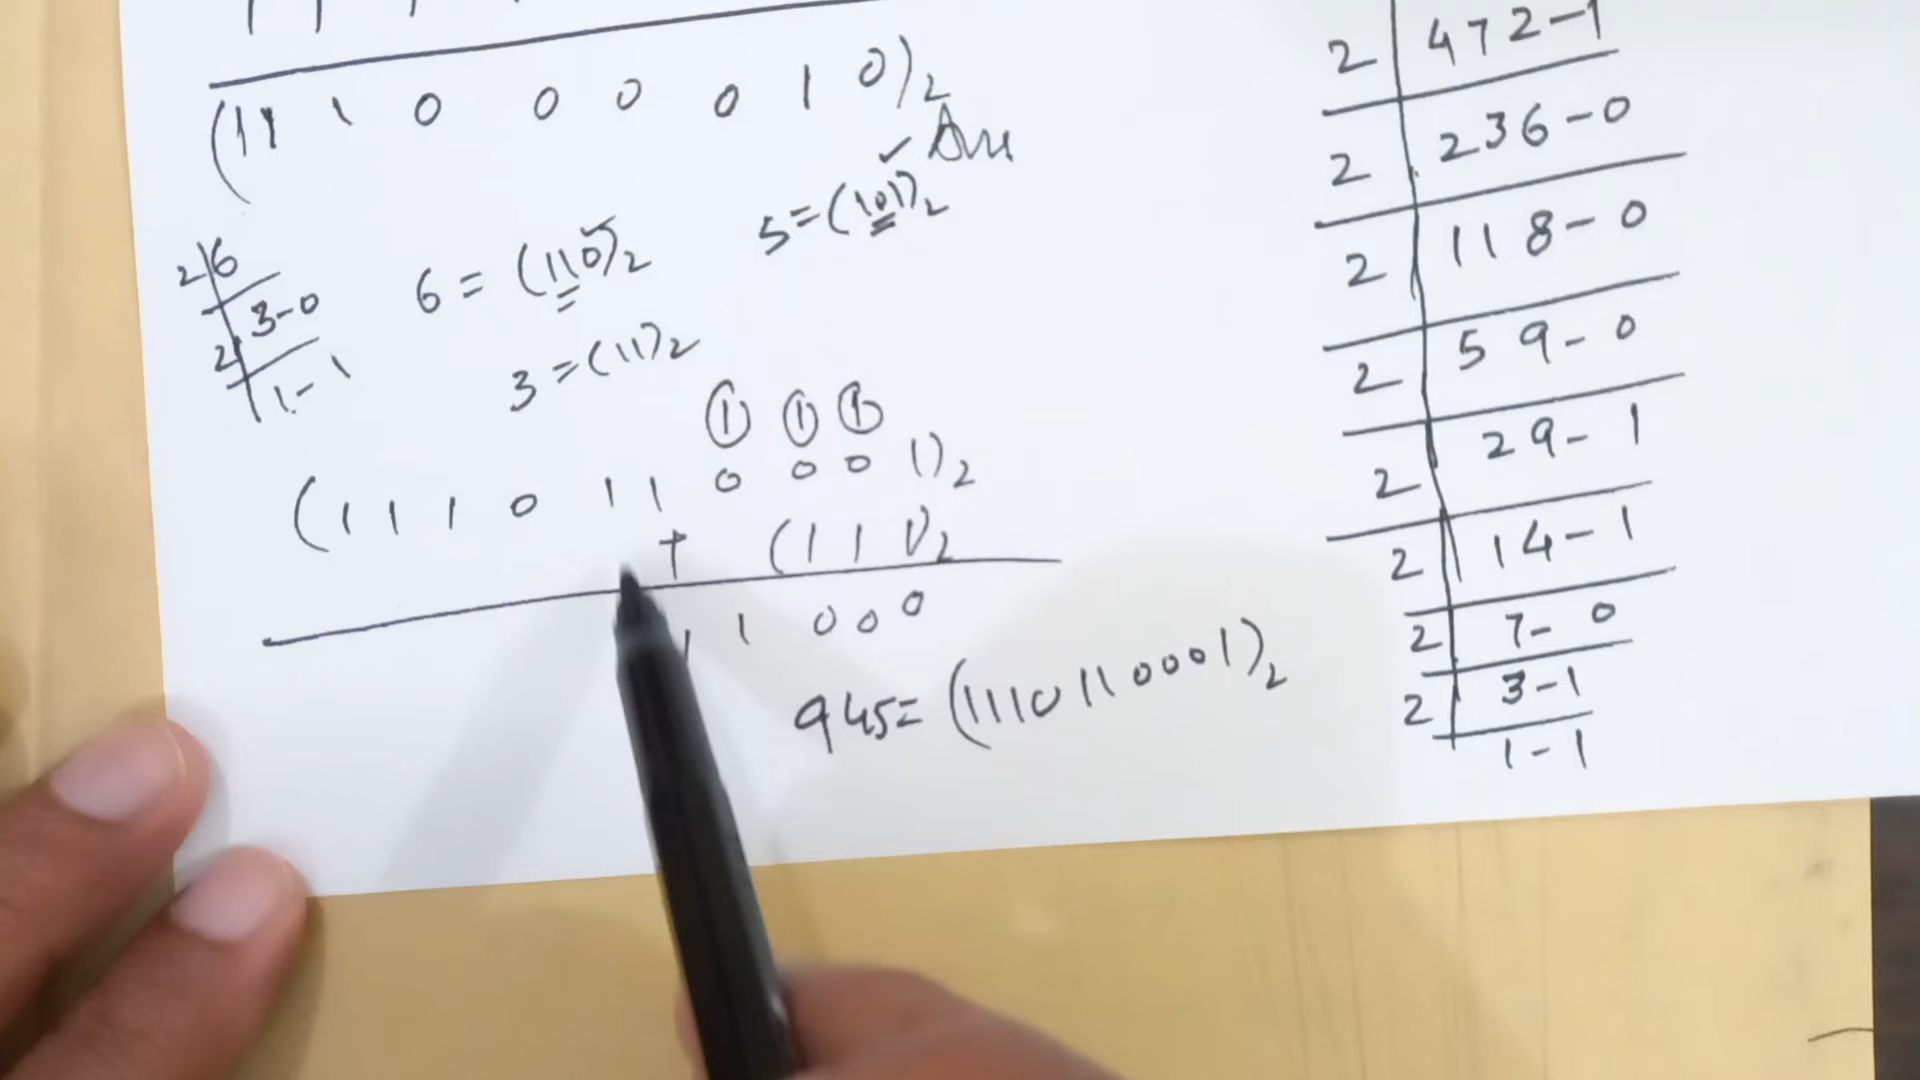 (1 1 1 0 0 0 0 1 0)₂
Ans
2|6
3-0
2
1-1
6 = (110)₂
5=(101)₂
3=(11)₂
1 1 1
(1 1 1 0 1 1 0 0 0 1)₂
+ (1 1 1)₂
1 1 0 0 0
945=(1110110001)₂
2 | 472-1
2 | 236-0
2 | 118-0
2 | 59-0
2 | 29-1
2 | 14-1
2 | 7-0
2 | 3-1
1-1